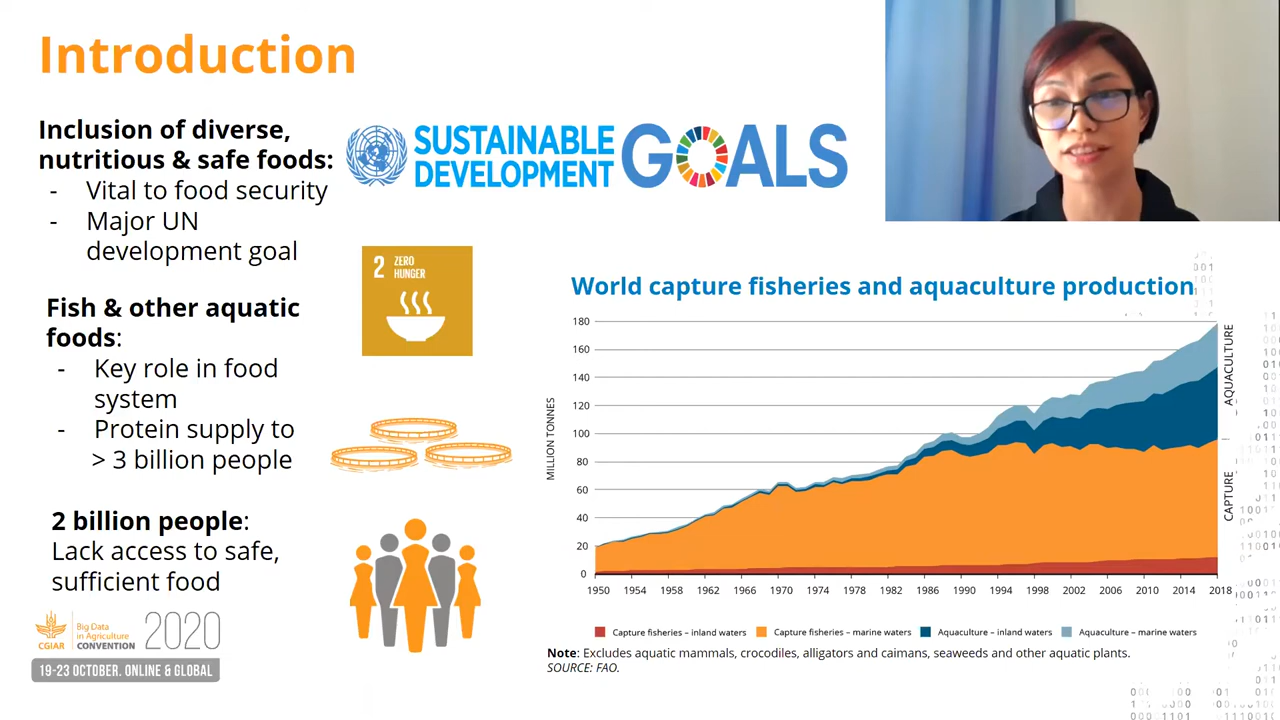 Introduction
Inclusion of diverse,
nutritious & safe foods:
- Vital to food security
- Major UN
development goal
SUSTAINABLE
DEVELOPMENT
GOALS
2 ZERO
HUNGER
Fish & other aquatic
foods:
- Key role in food
system
- Protein supply to
> 3 billion people
2 billion people:
Lack access to safe,
sufficient food
CGIAR
Big Data
in Agriculture
CONVENTION
2020
19-23 OCTOBER. ONLINE & GLOBAL
World capture fisheries and aquaculture production
MILLION TONNES
180
160
140
120
100
80
60
40
20
0
1950 1954 1958 1962 1966 1970 1974 1978 1982 1986 1990 1994 1998 2002 2006 2010 2014 2018
AQUACULTURE
CAPTURE
Capture fisheries – inland waters Capture fisheries – marine waters Aquaculture – inland waters Aquaculture – marine waters
Note: Excludes aquatic mammals, crocodiles, alligators and caimans, seaweeds and other aquatic plants.
SOURCE: FAO.